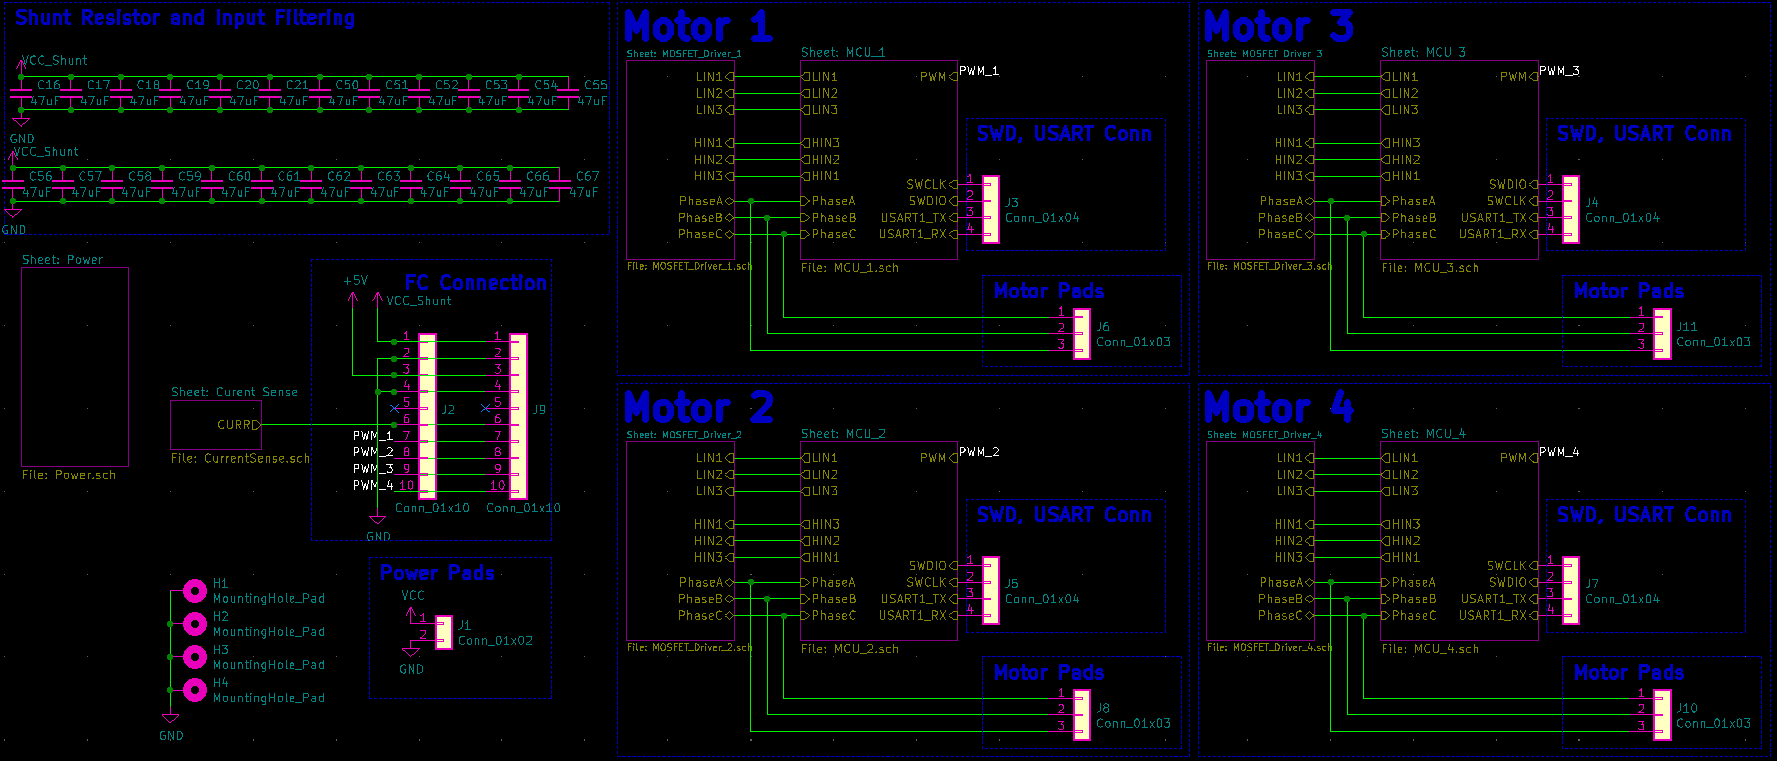 Shunt Resistor and Input Filtering
VCC_Shunt
C16 C17 C18 C19 C20 C21 C50 C51 C52 C53 C54 C55
47uF 47uF 47uF 47uF 47uF 47uF 47uF 47uF 47uF 47uF 47uF 47uF
GND
VCC_Shunt
C56 C57 C58 C59 C60 C61 C62 C63 C64 C65 C66 C67
47uF 47uF 47uF 47uF 47uF 47uF 47uF 47uF 47uF 47uF 47uF 47uF
GND
Sheet: Power
File: Power.sch
Sheet: Curent Sense
CURR
File: CurrentSense.sch
FC Connection
+5V
VCC_Shunt
1 1
2 2
3 3
4 4
5 J2 5 J9
6 6
PWM_1 7 7
PWM_2 8 8
PWM_3 9 9
PWM_4 10 10
Conn_01x10 Conn_01x10
GND
H1
MountingHole_Pad
H2
MountingHole_Pad
H3
MountingHole_Pad
H4
MountingHole_Pad
GND
Power Pads
VCC
1 J1
2 Conn_01x02
GND
Motor 1
Sheet: MOSFET_Driver_1 Sheet: MCU_1
LIN1 LIN1 PWM PWM_1
LIN2 LIN2
LIN3 LIN3
SWD, USART Conn
HIN1 HIN3
HIN2 HIN2
HIN3 HIN1
SWCLK 1
PhaseA PhaseA SWDIO 2 J3
PhaseB PhaseB USART1_TX 3 Conn_01x04
PhaseC PhaseC USART1_RX 4
File: MOSFET_Driver_1.sch File: MCU_1.sch
Motor Pads
1
2 J6
3 Conn_01x03
Motor 2
Sheet: MOSFET_Driver_2 Sheet: MCU_2
LIN1 LIN1 PWM PWM_2
LIN2 LIN2
LIN3 LIN3
SWD, USART Conn
HIN1 HIN3
HIN2 HIN2
HIN3 HIN1
SWDIO 1
PhaseA PhaseA SWCLK 2 J5
PhaseB PhaseB USART1_TX 3 Conn_01x04
PhaseC PhaseC USART1_RX 4
File: MOSFET_Driver_2.sch File: MCU_2.sch
Motor Pads
1
2 J8
3 Conn_01x03
Motor 3
Sheet: MOSFET Driver 3 Sheet: MCU 3
LIN1 LIN1 PWM PWM_3
LIN2 LIN2
LIN3 LIN3
SWD, USART Conn
HIN1 HIN3
HIN2 HIN2
HIN3 HIN1
SWDIO 1
PhaseA PhaseA SWCLK 2 J4
PhaseB PhaseB USART1_TX 3 Conn_01x04
PhaseC PhaseC USART1_RX 4
File: MOSFET_Driver_3.sch File: MCU_3.sch
Motor Pads
1
2 J11
3 Conn_01x03
Motor 4
Sheet: MOSFET_Driver_4 Sheet: MCU_4
LIN1 LIN1 PWM PWM_4
LIN2 LIN2
LIN3 LIN3
SWD, USART Conn
HIN1 HIN3
HIN2 HIN2
HIN3 HIN1
SWCLK 1
PhaseA PhaseA SWDIO 2 J7
PhaseB PhaseB USART1_TX 3 Conn_01x04
PhaseC PhaseC USART1_RX 4
File: MOSFET_Driver_4.sch File: MCU_4.sch
Motor Pads
1
2 J10
3 Conn_01x03